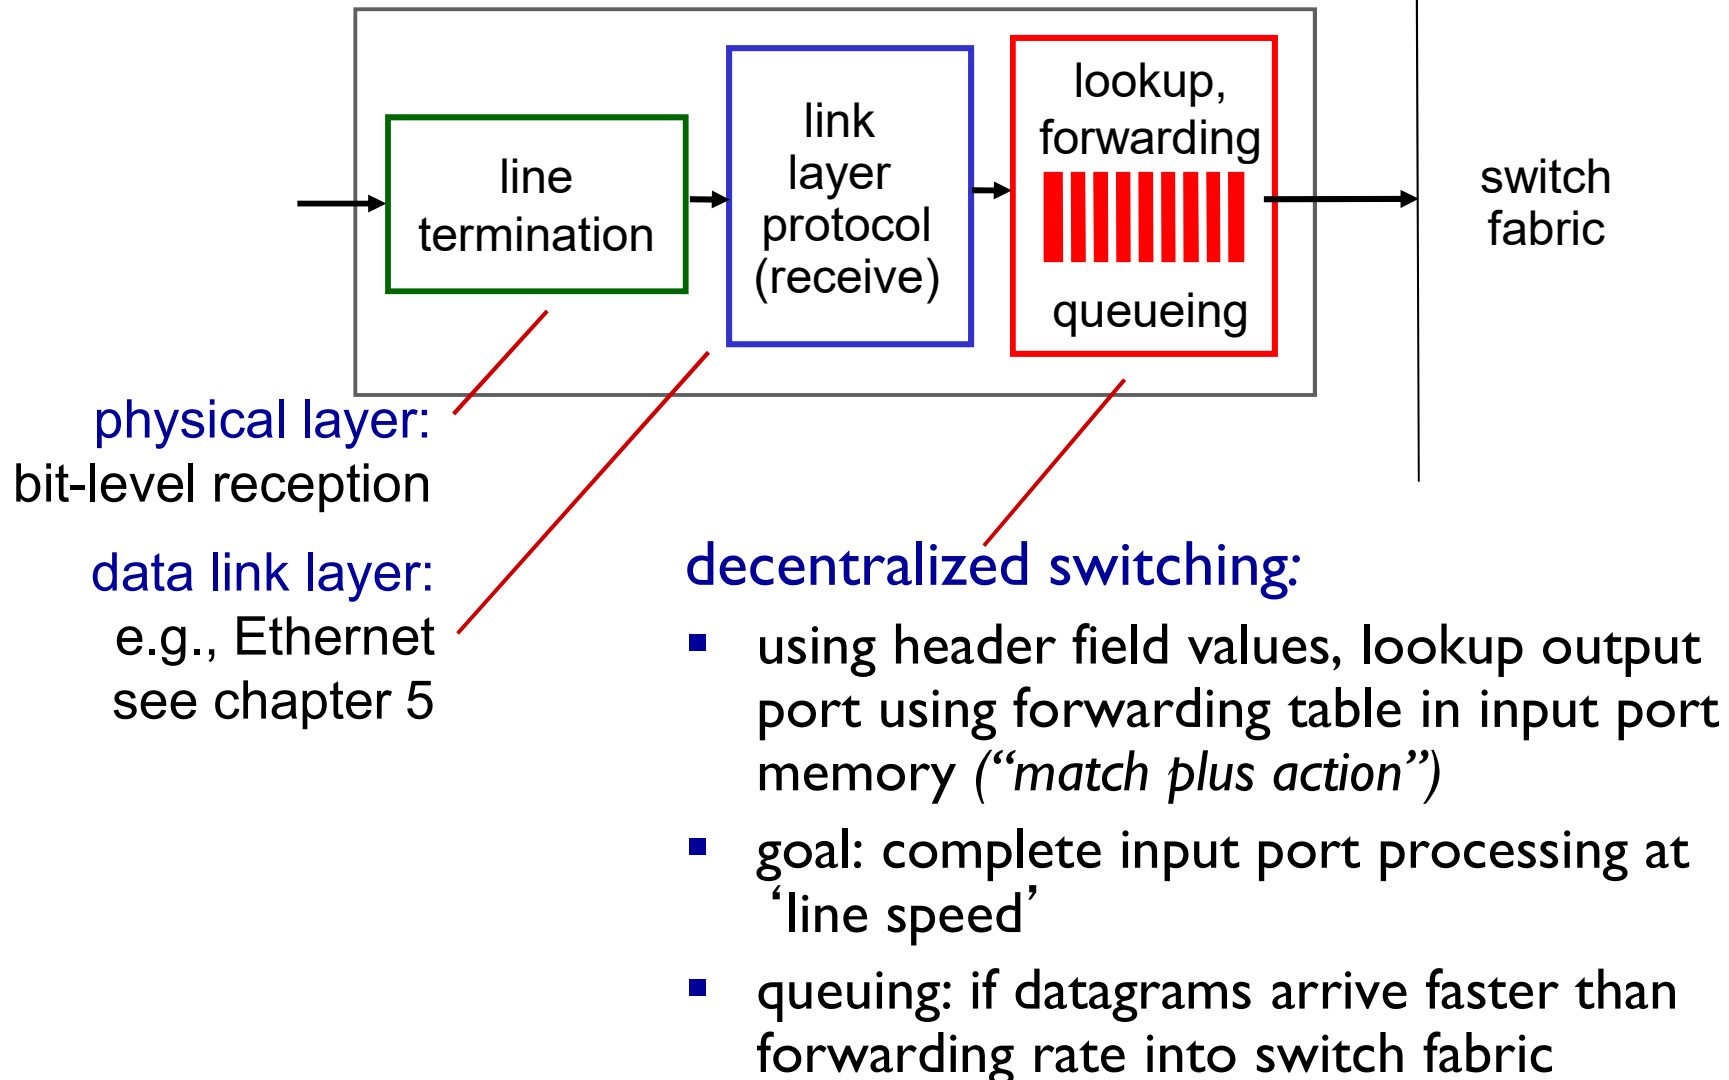 line
termination
link
layer
protocol
(receive)
lookup,
forwarding
queueing
switch
fabric
physical layer:
bit-level reception
data link layer:
e.g., Ethernet
see chapter 5
decentralized switching:
▪ using header field values, lookup output
port using forwarding table in input port
memory (“match plus action”)
▪ goal: complete input port processing at
‘line speed’
▪ queuing: if datagrams arrive faster than
forwarding rate into switch fabric